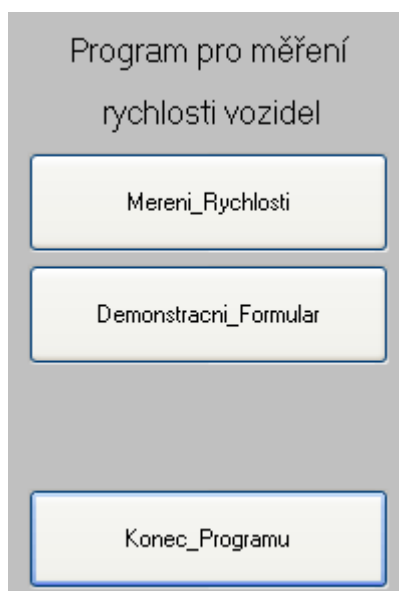 Program pro měření
rychlosti vozidel
Mereni_Rychlosti
Demonstracni_Formular
Konec_Programu